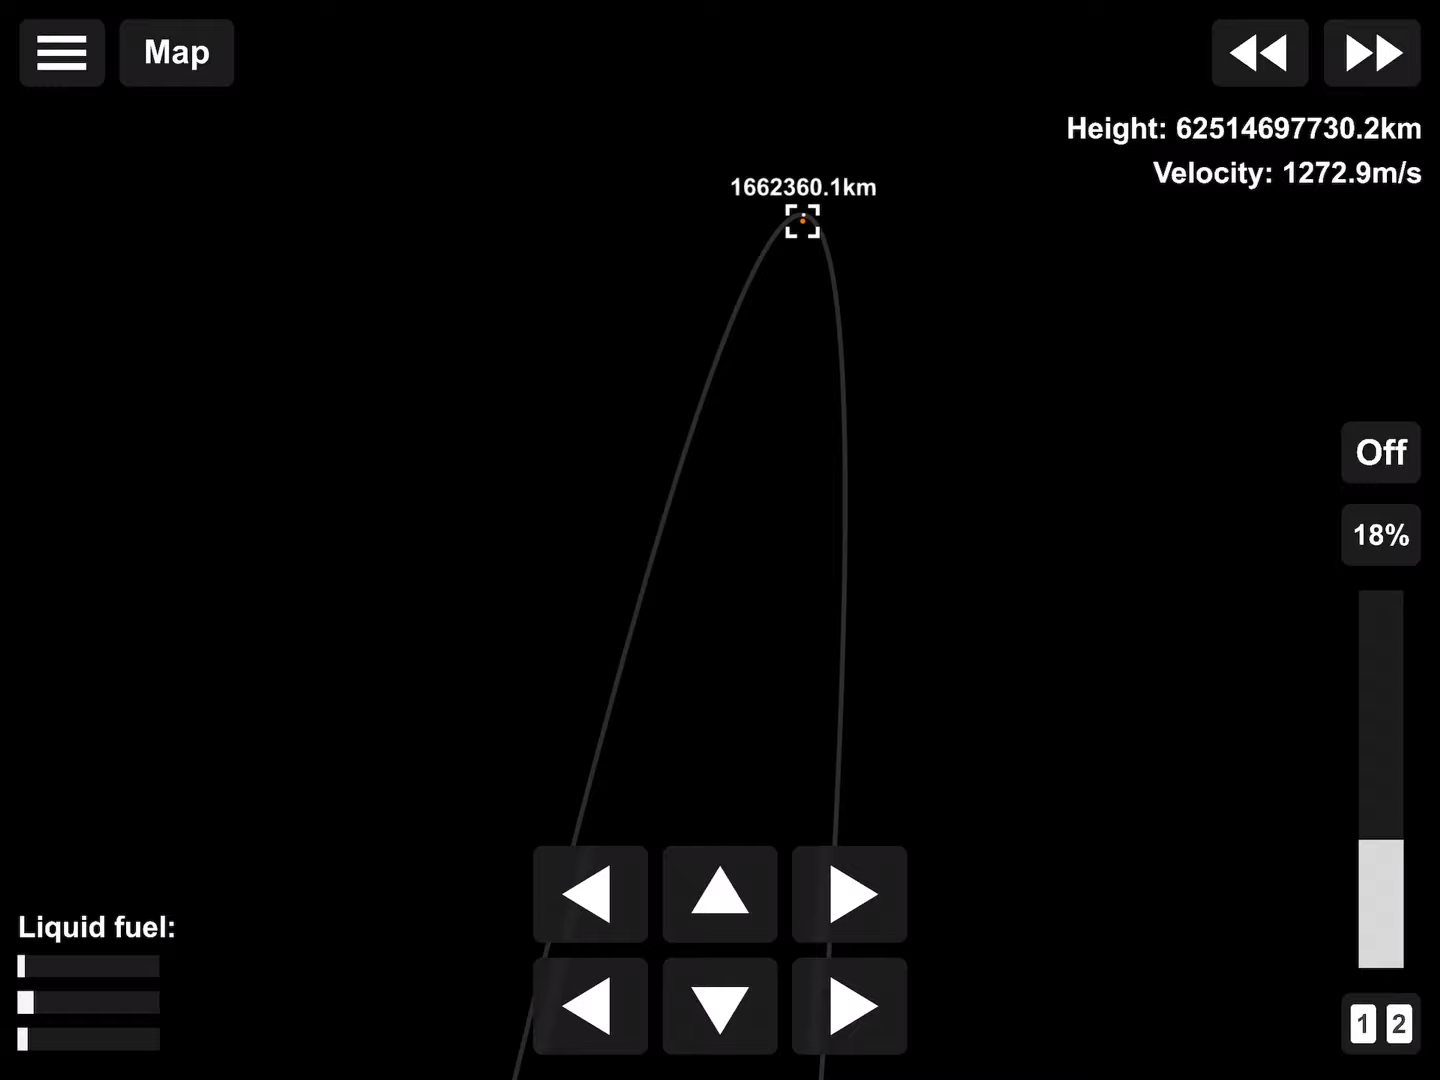 Map
Height: 62514697730.2km
Velocity: 1272.9m/s
1662360.1km
Off
18%
Liquid fuel:
1 2